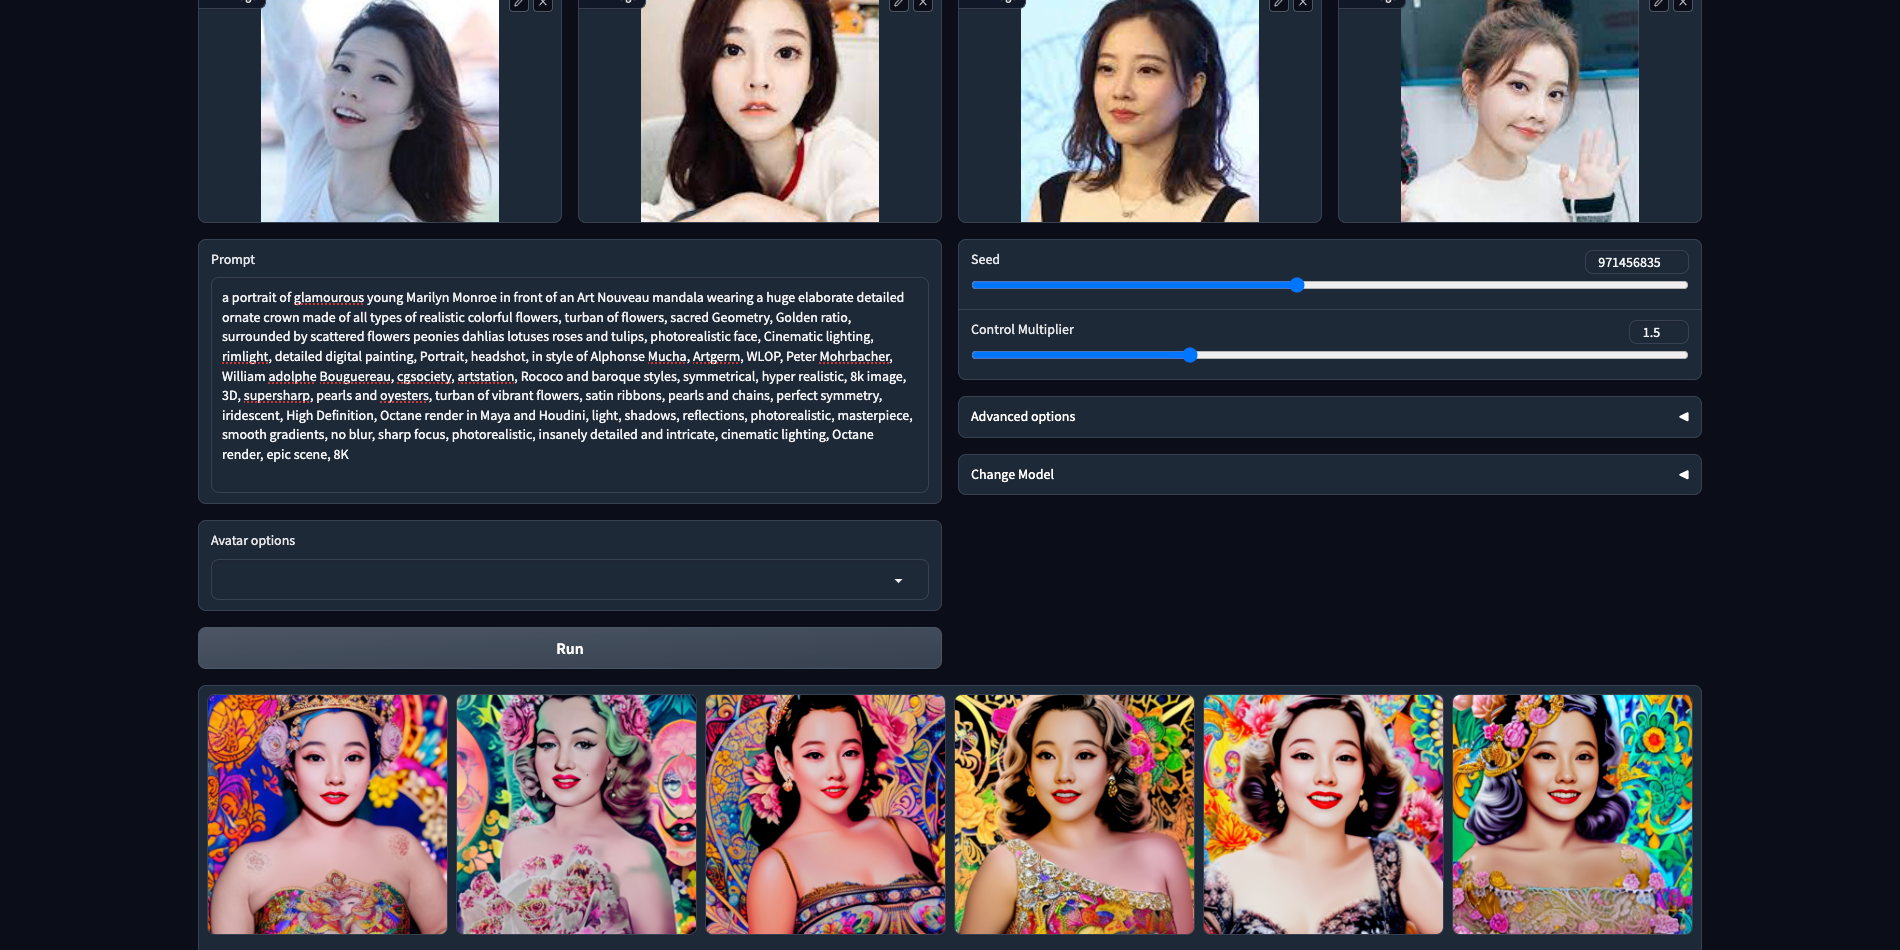 Prompt
a portrait of glamourous young Marilyn Monroe in front of an Art Nouveau mandala wearing a huge elaborate detailed
ornate crown made of all types of realistic colorful flowers, turban of flowers, sacred Geometry, Golden ratio,
surrounded by scattered flowers peonies dahlias lotuses roses and tulips, photorealistic face, Cinematic lighting,
rimlight, detailed digital painting, Portrait, headshot, in style of Alphonse Mucha, Artgerm, WLOP, Peter Mohrbacher,
William adolphe Bouguereau, cgsociety, artstation, Rococo and baroque styles, symmetrical, hyper realistic, 8k image,
3D, supersharp, pearls and oyesters, turban of vibrant flowers, satin ribbons, pearls and chains, perfect symmetry,
iridescent, High Definition, Octane render in Maya and Houdini, light, shadows, reflections, photorealistic, masterpiece,
smooth gradients, no blur, sharp focus, photorealistic, insanely detailed and intricate, cinematic lighting, Octane
render, epic scene, 8K
Seed
971456835
Control Multiplier
1.5
Advanced options
Change Model
Avatar options
Run